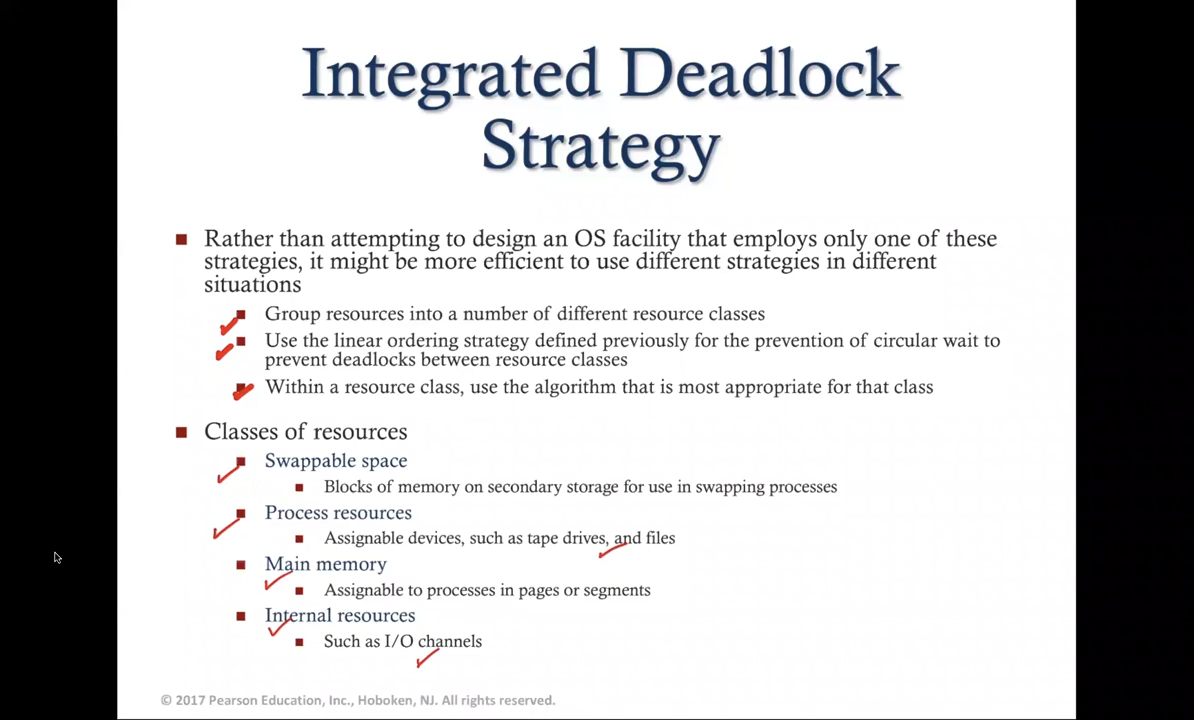 Integrated Deadlock
Strategy
Rather than attempting to design an OS facility that employs only one of these
strategies, it might be more efficient to use different strategies in different
situations
Group resources into a number of different resource classes
Use the linear ordering strategy defined previously for the prevention of circular wait to
prevent deadlocks between resource classes
Within a resource class, use the algorithm that is most appropriate for that class
Classes of resources
Swappable space
Blocks of memory on secondary storage for use in swapping processes
Process resources
Assignable devices, such as tape drives, and files
Main memory
Assignable to processes in pages or segments
Internal resources
Such as I/O channels
© 2017 Pearson Education, Inc., Hoboken, NJ. All rights reserved.